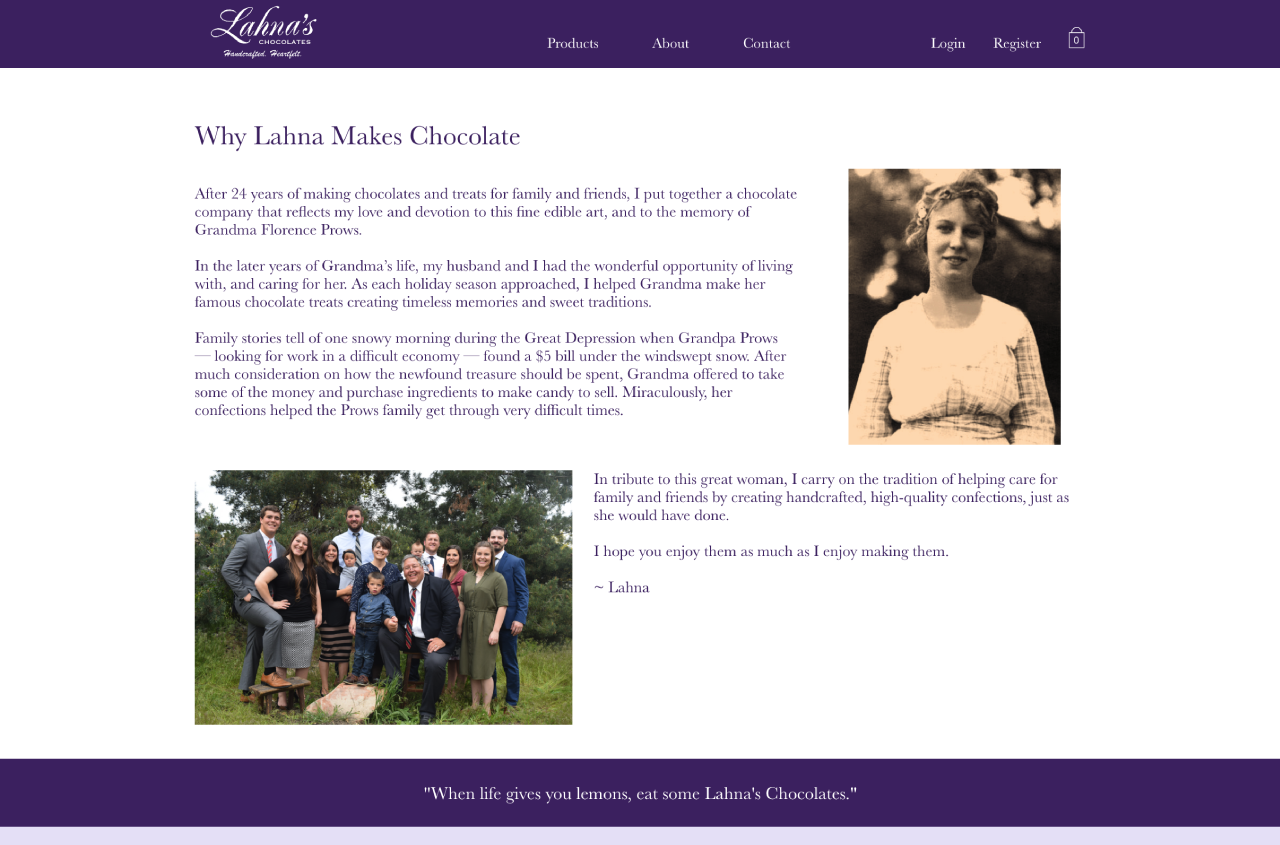 Lahna's
CHOCOLATES
Handcrafted. Heartfelt.
Products
About
Contact
Login
Register
0
Why Lahna Makes Chocolate
After 24 years of making chocolates and treats for family and friends, I put together a chocolate
company that reflects my love and devotion to this fine edible art, and to the memory of
Grandma Florence Prows.
In the later years of Grandma’s life, my husband and I had the wonderful opportunity of living
with, and caring for her. As each holiday season approached, I helped Grandma make her
famous chocolate treats creating timeless memories and sweet traditions.
Family stories tell of one snowy morning during the Great Depression when Grandpa Prows
— looking for work in a difficult economy — found a $5 bill under the windswept snow. After
much consideration on how the newfound treasure should be spent, Grandma offered to take
some of the money and purchase ingredients to make candy to sell. Miraculously, her
confections helped the Prows family get through very difficult times.
In tribute to this great woman, I carry on the tradition of helping care for
family and friends by creating handcrafted, high-quality confections, just as
she would have done.
I hope you enjoy them as much as I enjoy making them.
~ Lahna
"When life gives you lemons, eat some Lahna's Chocolates."